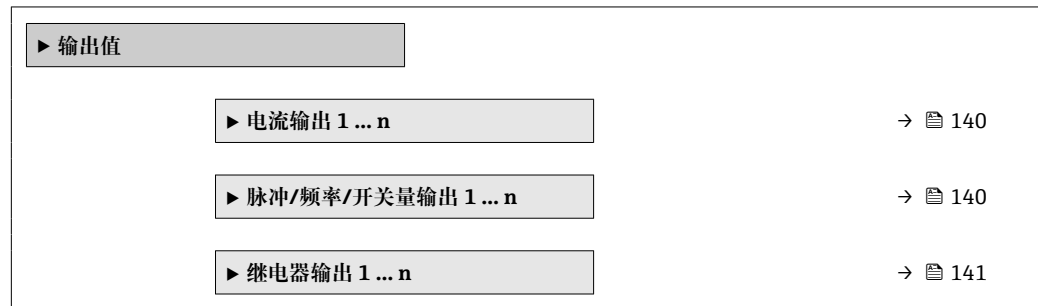 ▶ 输出值
▶ 电流输出 1 ... n → 🖹 140
▶ 脉冲/频率/开关量输出 1 ... n → 🖹 140
▶ 继电器输出 1 ... n → 🖹 141